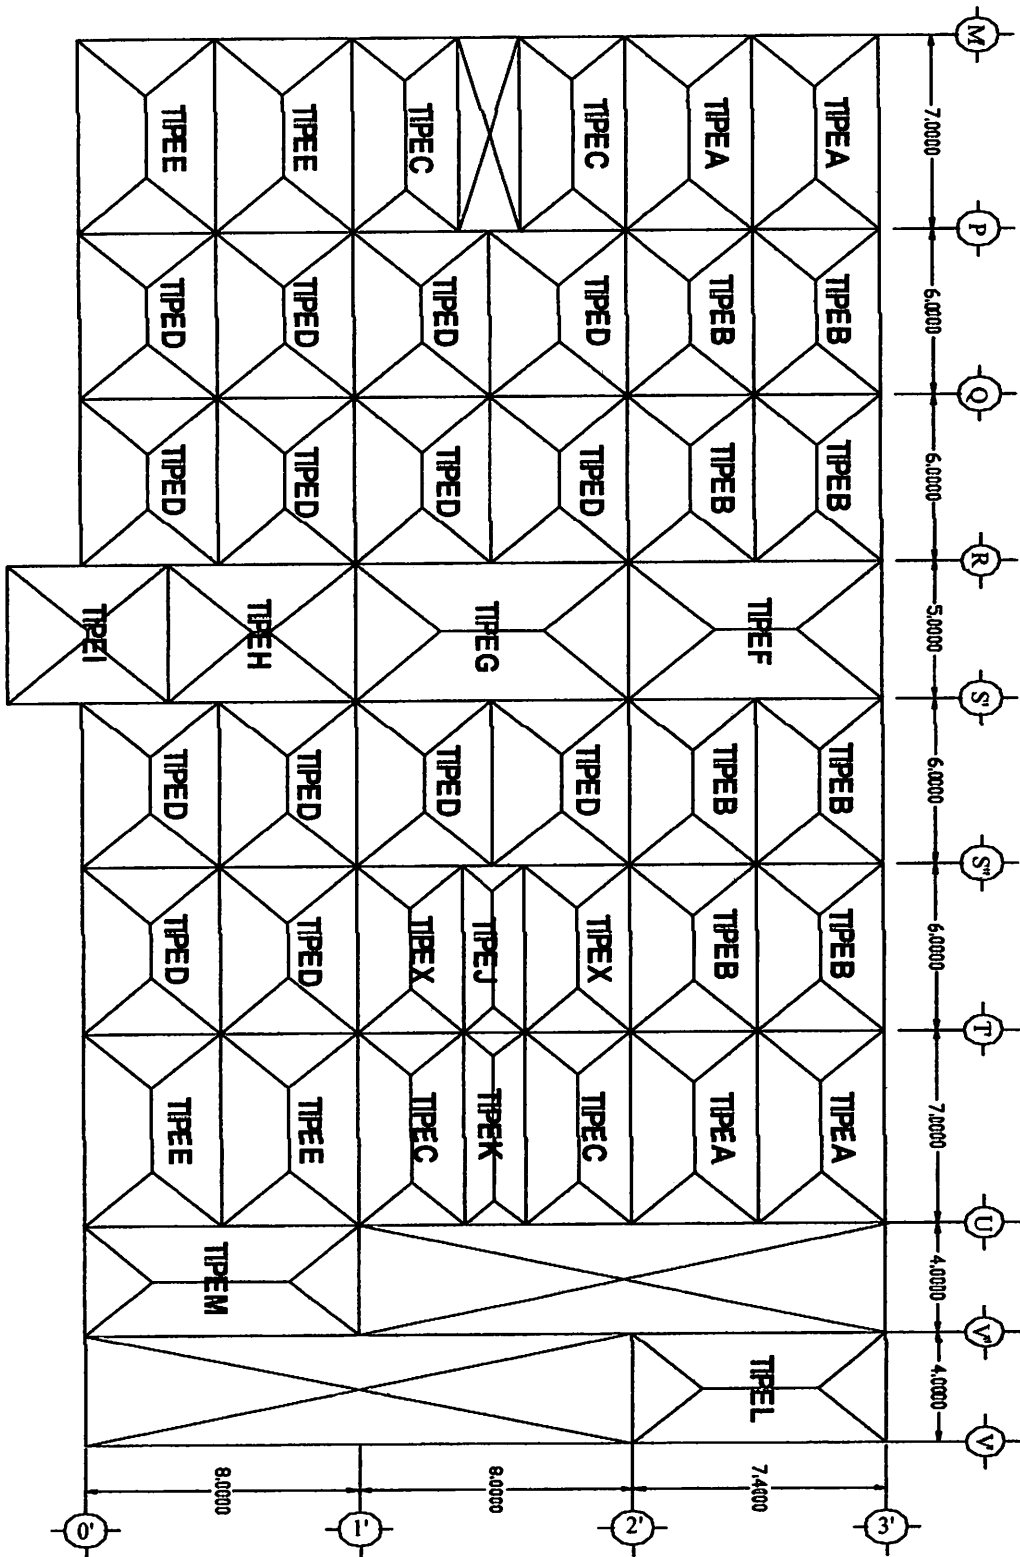 M P Q R S' S" T U V" V'
7.0000 6.0000 6.0000 5.0000 6.0000 6.0000 7.0000 4.0000 4.0000
3'
TIPEA TIPEB TIPEB TIPEF TIPEB TIPEB TIPEA TIPEL
7.4000
TIPEA TIPEB TIPEB TIPEB TIPEB TIPEA
2'
TIPEC TIPED TIPED TIPEG TIPED TIPEX TIPEC
TIPEJ TIPEK
8.0000
TIPEC TIPED TIPED TIPED TIPEX TIPEC
1'
TIPEE TIPED TIPED TIPEH TIPED TIPED TIPEE TIPEM
8.0000
TIPEE TIPED TIPED TIPEI TIPED TIPED TIPEE
0'